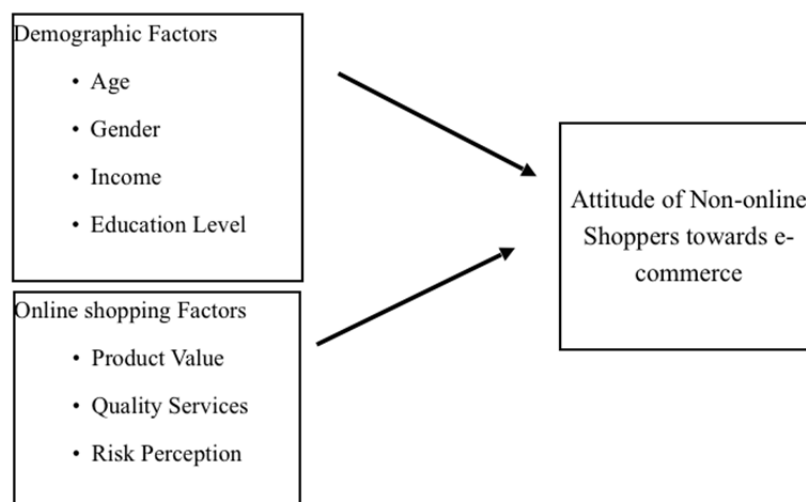 Demographic Factors
• Age
• Gender
• Income
• Education Level
Online shopping Factors
• Product Value
• Quality Services
• Risk Perception
Attitude of Non-online
Shoppers towards e-
commerce